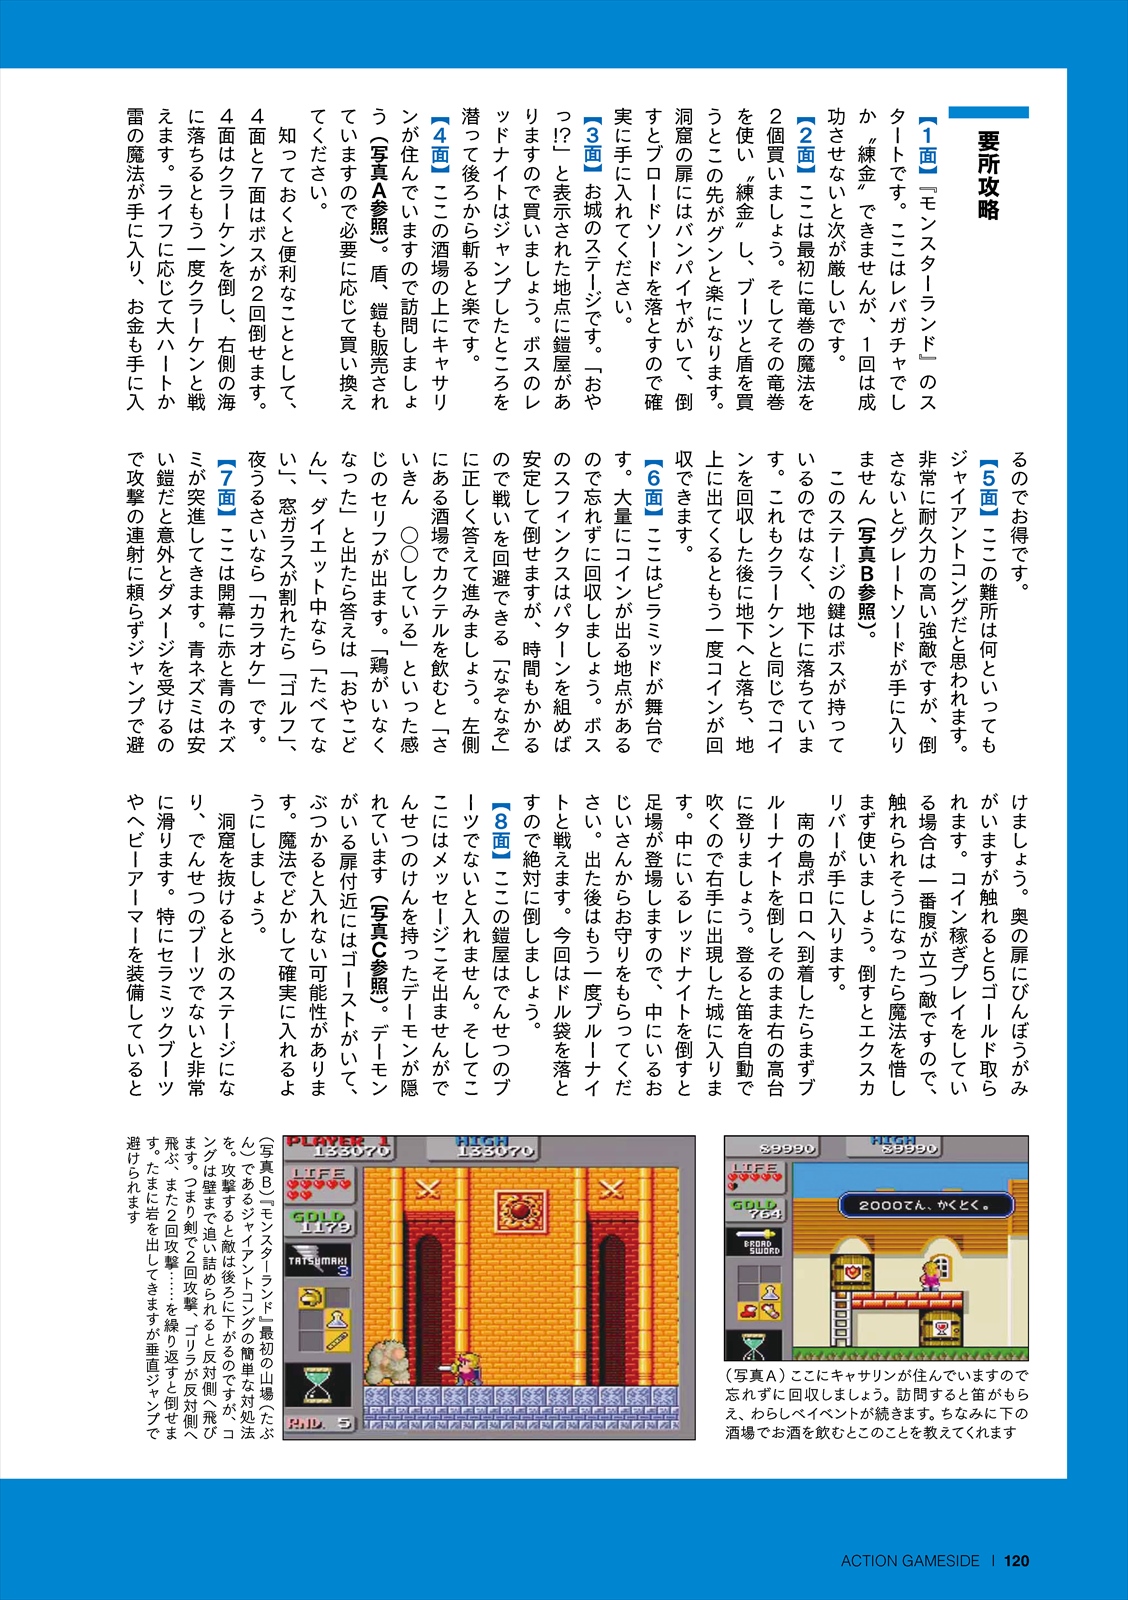 要所攻略
【1面】『モンスターランド』のス
タートです。ここはレバガチャでし
か〝練金〟できませんが、1回は成
功させないと次が厳しいです。
【2面】ここは最初に竜巻の魔法を
2個買いましょう。そしてその竜巻
を使い〝練金〟し、ブーツと盾を買
うとこの先がグンと楽になります。
洞窟の扉にはバンパイヤがいて、倒
すとブロードソードを落とすので確
実に手に入れてください。
【3面】お城のステージです。「おや
っ!?」と表示された地点に鎧屋があ
りますので買いましょう。ボスのレ
ッドナイトはジャンプしたところを
潜って後ろから斬ると楽です。
【4面】ここの酒場の上にキャサリ
ンが住んでいますので訪問しましょ
う(写真A参照)。盾、鎧も販売され
ていますので必要に応じて買い換え
てください。
知っておくと便利なこととして、
4面と7面はボスが2回倒せます。
4面はクラーケンを倒し、右側の海
に落ちるともう一度クラーケンと戦
えます。ライフに応じて大ハートか
雷の魔法が手に入り、お金も手に入
るのでお得です。
【5面】ここの難所は何といっても
ジャイアントコングだと思われます。
非常に耐久力の高い強敵ですが、倒
さないとグレートソードが手に入り
ません(写真B参照)。
このステージの鍵はボスが持って
いるのではなく、地下に落ちていま
す。これもクラーケンと同じでコイ
ンを回収した後に地下へと落ち、地
上に出てくるともう一度コインが回
収できます。
【6面】ここはピラミッドが舞台で
す。大量にコインが出る地点がある
ので忘れずに回収しましょう。ボス
のスフィンクスはパターンを組めば
安定して倒せますが、時間もかかる
ので戦いを回避できる「なぞなぞ」
に正しく答えて進みましょう。左側
にある酒場でカクテルを飲むと「さ
いきん ○○している」といった感
じのセリフが出ます。「鶏がいなく
なった」と出たら答えは「おやこど
ん」、ダイエット中なら「たべてな
い」、窓ガラスが割れたら「ゴルフ」、
夜うるさいなら「カラオケ」です。
【7面】ここは開幕に赤と青のネズ
ミが突進してきます。青ネズミは安
い鎧だと意外とダメージを受けるの
で攻撃の連射に頼らずジャンプで避
けましょう。奥の扉にびんぼうがみ
がいますが触れると5ゴールド取ら
れます。コイン稼ぎプレイをしてい
る場合は一番腹が立つ敵ですので、
触れられそうになったら魔法を惜し
まず使いましょう。倒すとエクスカ
リバーが手に入ります。
南の島ポロロへ到着したらまずブ
ルーナイトを倒しそのまま右の高台
に登りましょう。登ると笛を自動で
吹くので右手に出現した城に入りま
す。中にいるレッドナイトを倒すと
足場が登場しますので、中にいるお
じいさんからお守りをもらってくだ
さい。出た後はもう一度ブルーナイ
トと戦えます。今回はドル袋を落と
すので絶対に倒しましょう。
【8面】ここの鎧屋はでんせつのブ
ーツでないと入れません。そしてこ
こにはメッセージこそ出ませんがで
んせつのけんを持ったデーモンが隠
れています(写真C参照)。デーモン
がいる扉付近にはゴーストがいて、
ぶつかると入れない可能性がありま
す。魔法でどかして確実に入れるよ
うにしましょう。
洞窟を抜けると氷のステージにな
り、でんせつのブーツでないと非常
に滑ります。特にセラミックブーツ
やヘビーアーマーを装備していると
89990
HIGH
89990
LIFE
GOLD
764
BROAD
SWORD
2000てん、かくとく。
(写真A)ここにキャサリンが住んでいますので
忘れずに回収しましょう。訪問すると笛がもら
え、わらしべイベントが続きます。ちなみに下の
酒場でお酒を飲むとこのことを教えてくれます
PLAYER 1
133070
HIGH
133070
LIFE
GOLD
1179
TATSUMAKI
3
RND. 5
(写真B)『モンスターランド』最初の山場(たぶ
ん)であるジャイアントコングの簡単な対処法
を。攻撃すると敵は後ろに下がるのですが、コ
ングは壁まで追い詰められると反対側へ飛び
ます。つまり剣で2回攻撃、ゴリラが反対側へ
飛ぶ、また2回攻撃……を繰り返すと倒せま
す。たまに岩を出してきますが垂直ジャンプで
避けられます
ACTION GAMESIDE | 120